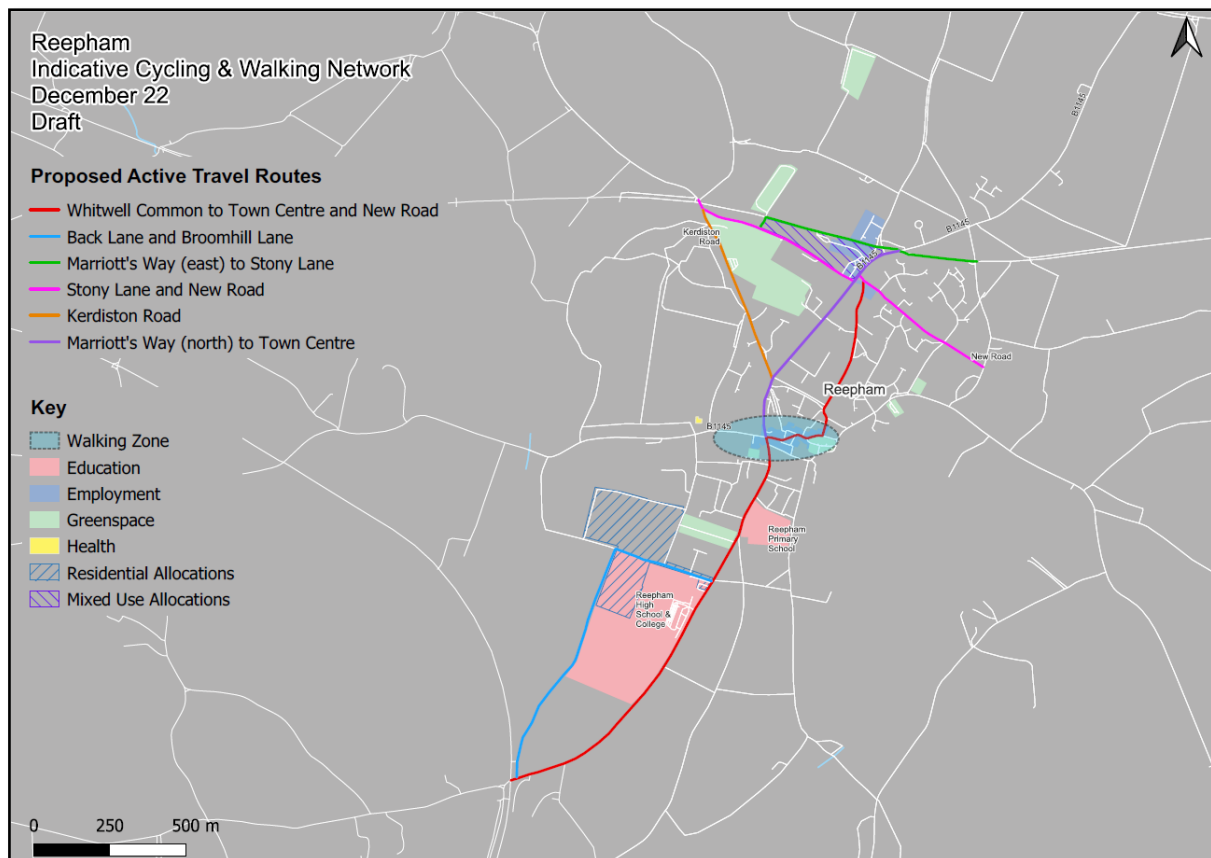 Reepham
Indicative Cycling & Walking Network
December 22
Draft
Proposed Active Travel Routes
Whitwell Common to Town Centre and New Road
Back Lane and Broomhill Lane
Marriott's Way (east) to Stony Lane
Stony Lane and New Road
Kerdiston Road
Marriott's Way (north) to Town Centre
Key
Walking Zone
Education
Employment
Greenspace
Health
Residential Allocations
Mixed Use Allocations
B1145
B1145
Kerdiston
Road
B1145
New Road
Reepham
B1145
Reepham
Primary
School
Reepham
High
School &
College
0 250 500 m